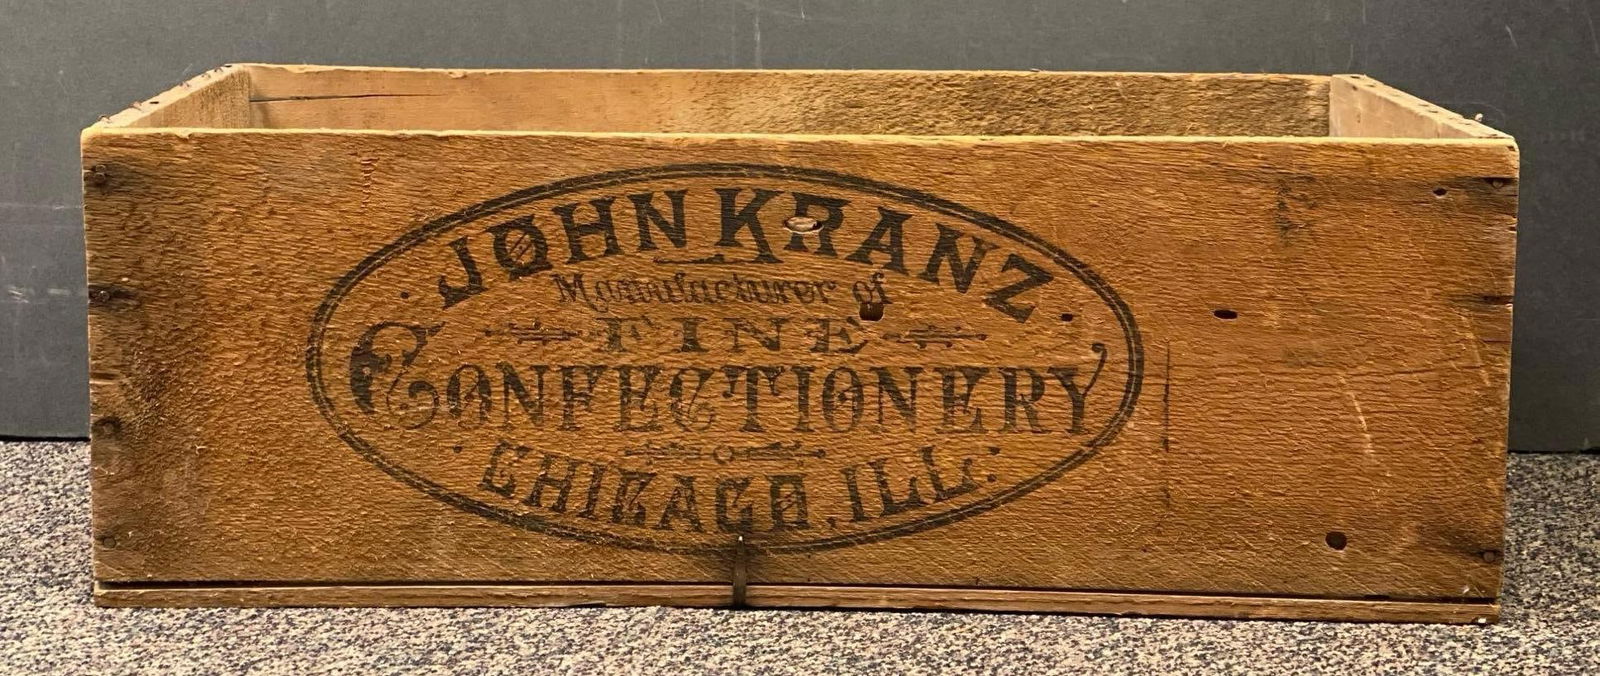 JOHN KRANZ
Manufacturer of
FINE
CONFECTIONERY
CHICAGO, ILL.